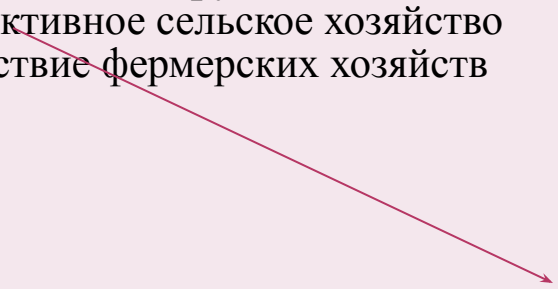 ктивное сельское хозяйство
ствие фермерских хозяйств